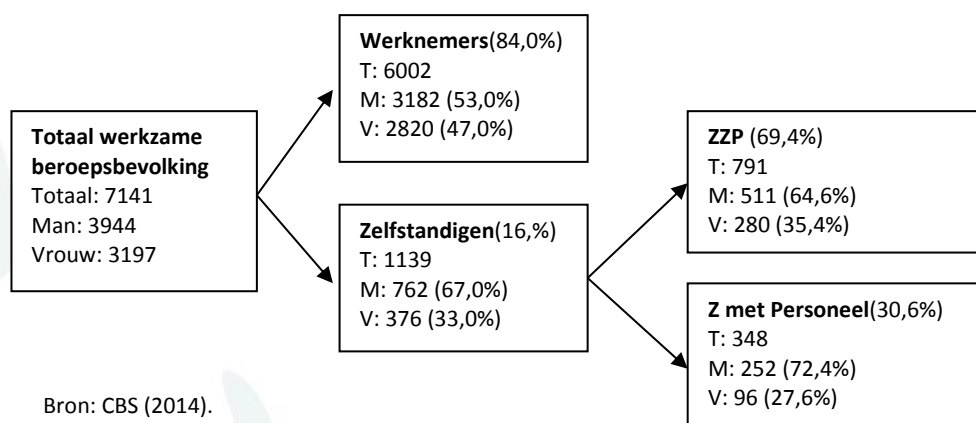 Totaal werkzame
beroepsbevolking
Totaal: 7141
Man: 3944
Vrouw: 3197
Werknemers(84,0%)
T: 6002
M: 3182 (53,0%)
V: 2820 (47,0%)
Zelfstandigen(16,%)
T: 1139
M: 762 (67,0%)
V: 376 (33,0%)
ZZP (69,4%)
T: 791
M: 511 (64,6%)
V: 280 (35,4%)
Z met Personeel(30,6%)
T: 348
M: 252 (72,4%)
V: 96 (27,6%)
Bron: CBS (2014).